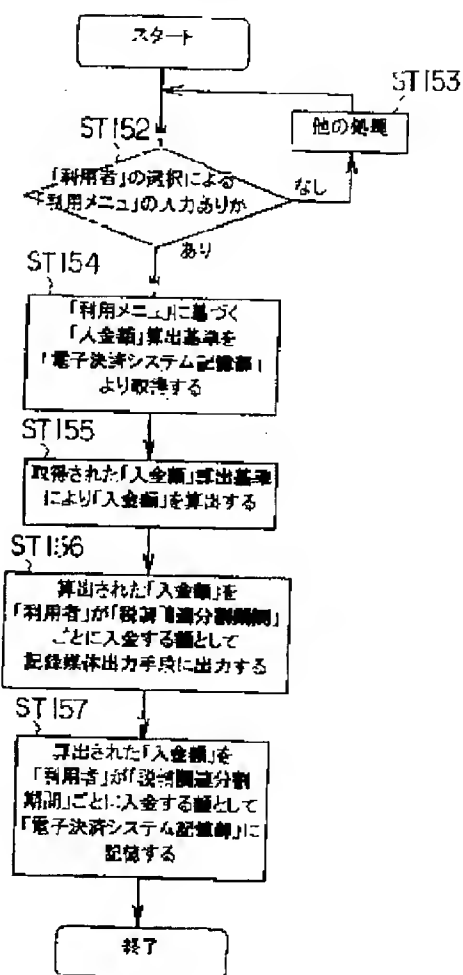 スタート
ST153
他の処理
ST152
「利用者」の選択による
「利用メニュ」の入力ありか
なし
あり
ST154
「利用メニュ」に基づく
「入金額」算出基準を
「電子決済システム記憶部」
より取得する
ST155
取得された「入金額」算出基準
により「入金額」を算出する
ST156
算出された「入金額」を
「利用者」が「税額関連分割期間」
ごとに入金する額として
記録媒体出力手段に出力する
ST157
算出された「入金額」を
「利用者」が「税額関連分割
期間」ごとに入金する額として
「電子決済システム記憶部」に
記憶する
終了